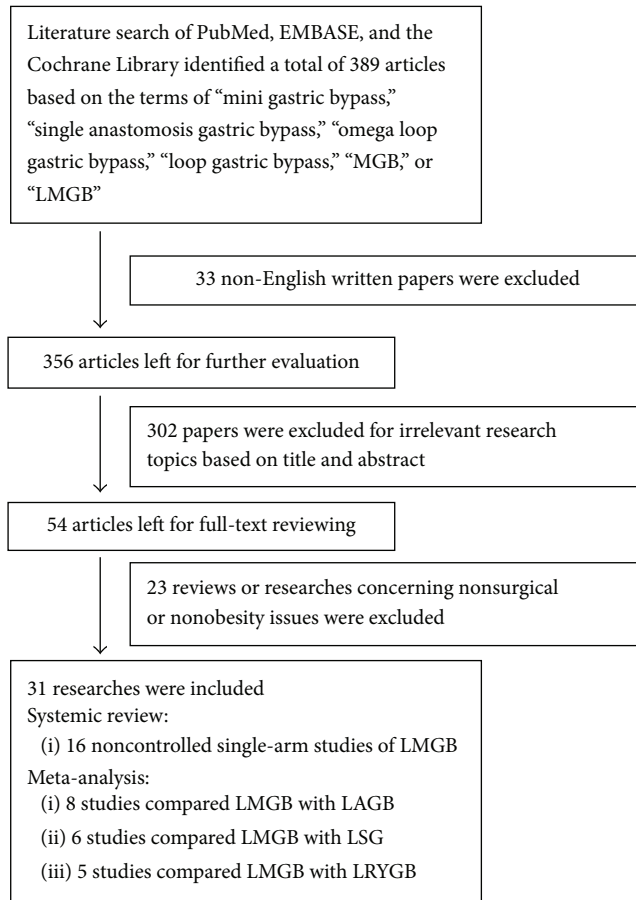 Literature search of PubMed, EMBASE, and the
Cochrane Library identified a total of 389 articles
based on the terms of “mini gastric bypass,”
“single anastomosis gastric bypass,” “omega loop
gastric bypass,” “loop gastric bypass,” “MGB,” or
“LMGB”
33 non-English written papers were excluded
356 articles left for further evaluation
302 papers were excluded for irrelevant research
topics based on title and abstract
54 articles left for full-text reviewing
23 reviews or researches concerning nonsurgical
or nonobesity issues were excluded
31 researches were included
Systemic review:
(i) 16 noncontrolled single-arm studies of LMGB
Meta-analysis:
(i) 8 studies compared LMGB with LAGB
(ii) 6 studies compared LMGB with LSG
(iii) 5 studies compared LMGB with LRYGB